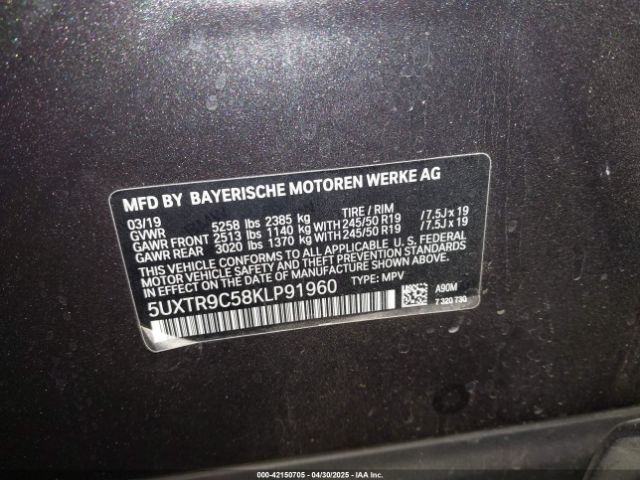 MFD BY BAYERISCHE MOTOREN WERKE AG
03/19 TIRE / RIM
GVWR 5258 lbs 2385 kg
GAWR FRONT 2513 lbs 1140 kg WITH 245/50 R19 /7.5J x 19
GAWR REAR 3020 lbs 1370 kg WITH 245/50 R19 /7.5J x 19
THIS VEHICLE CONFORMS TO ALL APPLICABLE U. S. FEDERAL
MOTOR VEHICLE SAFETY AND THEFT PREVENTION STANDARDS
IN EFFECT ON THE DATE OF MANUFACTURE SHOWN ABOVE.
5UXTR9C58KLP91960 TYPE: MPV
A90M
7 320 730
000-42150705 - 04/30/2025 - IAA Inc.